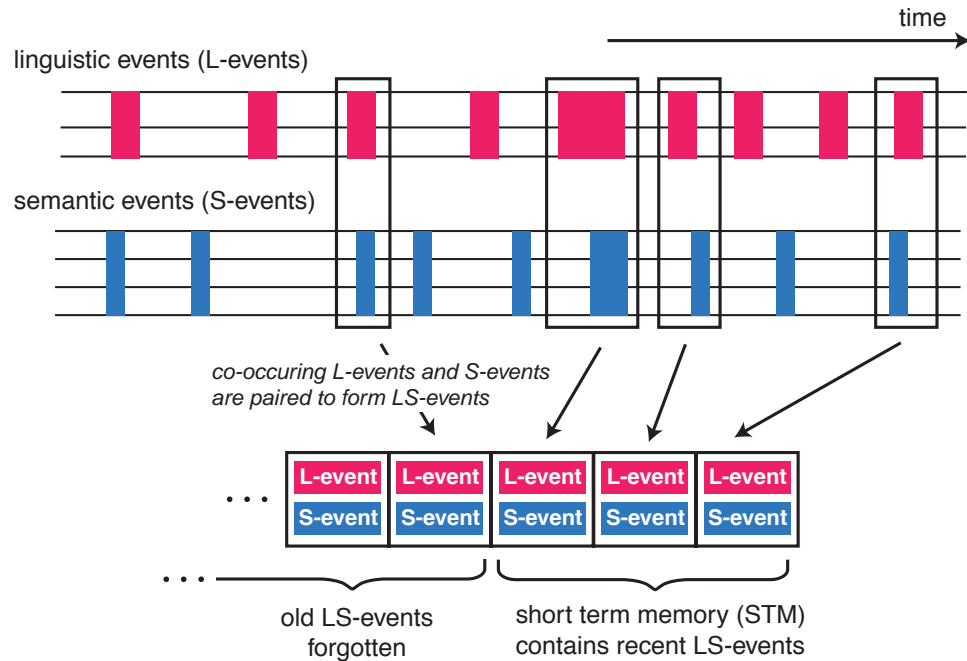 time
linguistic events (L-events)
semantic events (S-events)
co-occuring L-events and S-events
are paired to form LS-events
L-event L-event L-event L-event L-event
. . .
S-event S-event S-event S-event S-event
. . .
old LS-events
forgotten
short term memory (STM)
contains recent LS-events